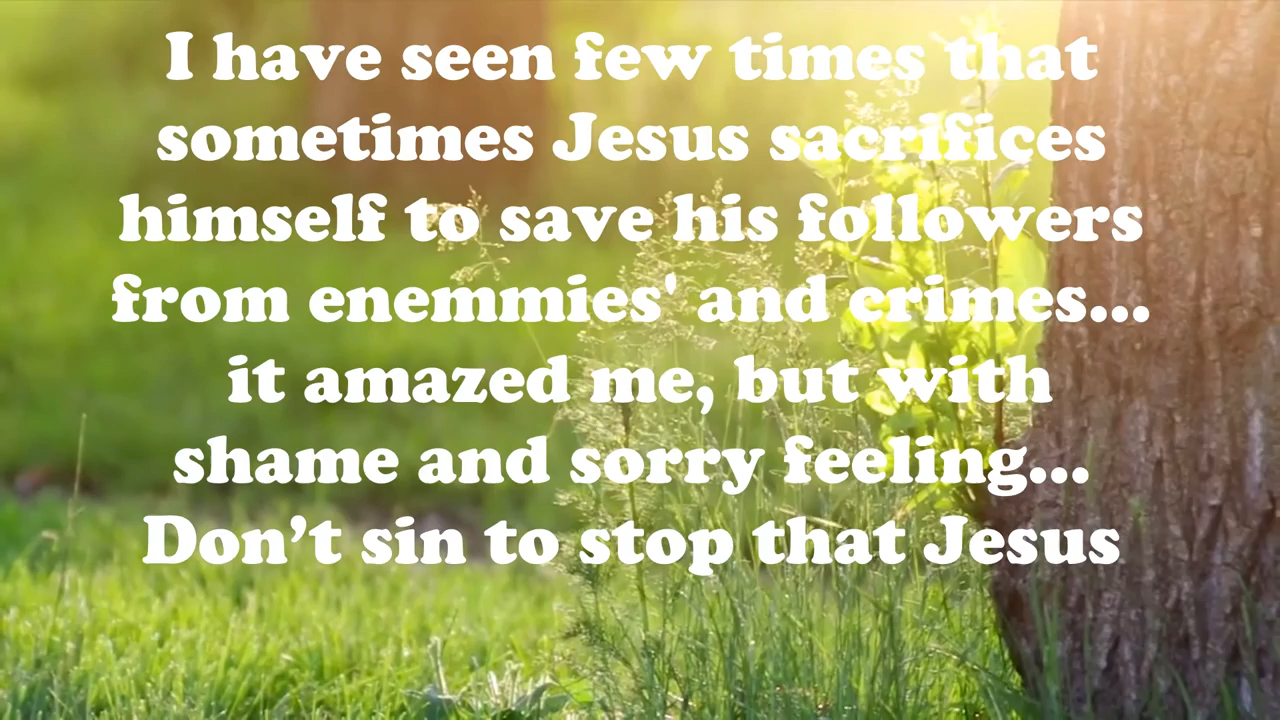 I have seen few times that
sometimes Jesus sacrifices
himself to save his followers
from enemmies' and crimes...
it amazed me, but with
shame and sorry feeling...
Don’t sin to stop that Jesus